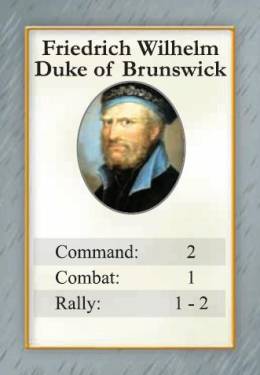 Friedrich Wilhelm
Duke of Brunswick
Command: 2
Combat: 1
Rally: 1 - 2